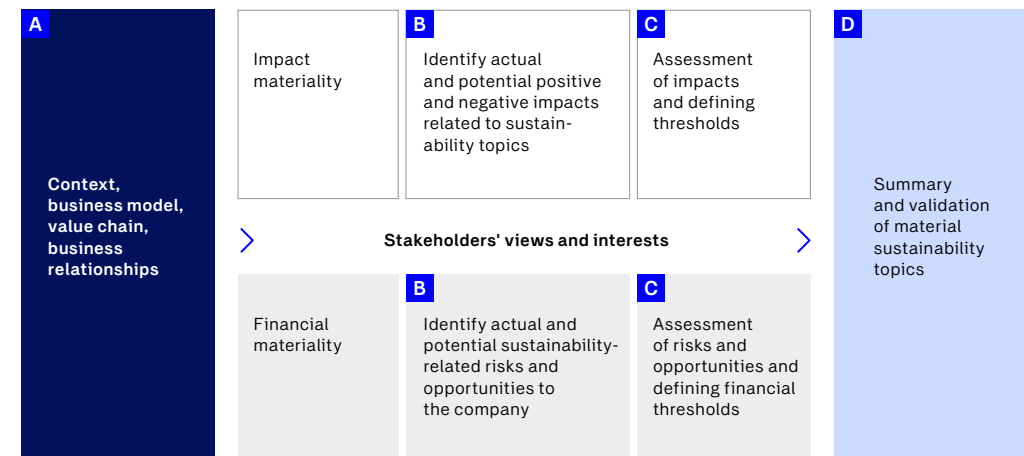 A
Context,
business model,
value chain,
business
relationships
Impact
materiality
B
Identify actual
and potential positive
and negative impacts
related to sustain-
ability topics
C
Assessment
of impacts
and defining
thresholds
Stakeholders' views and interests
Financial
materiality
B
Identify actual and
potential sustainability-
related risks and
opportunities to
the company
C
Assessment
of risks and
opportunities and
defining financial
thresholds
D
Summary
and validation
of material
sustainability
topics